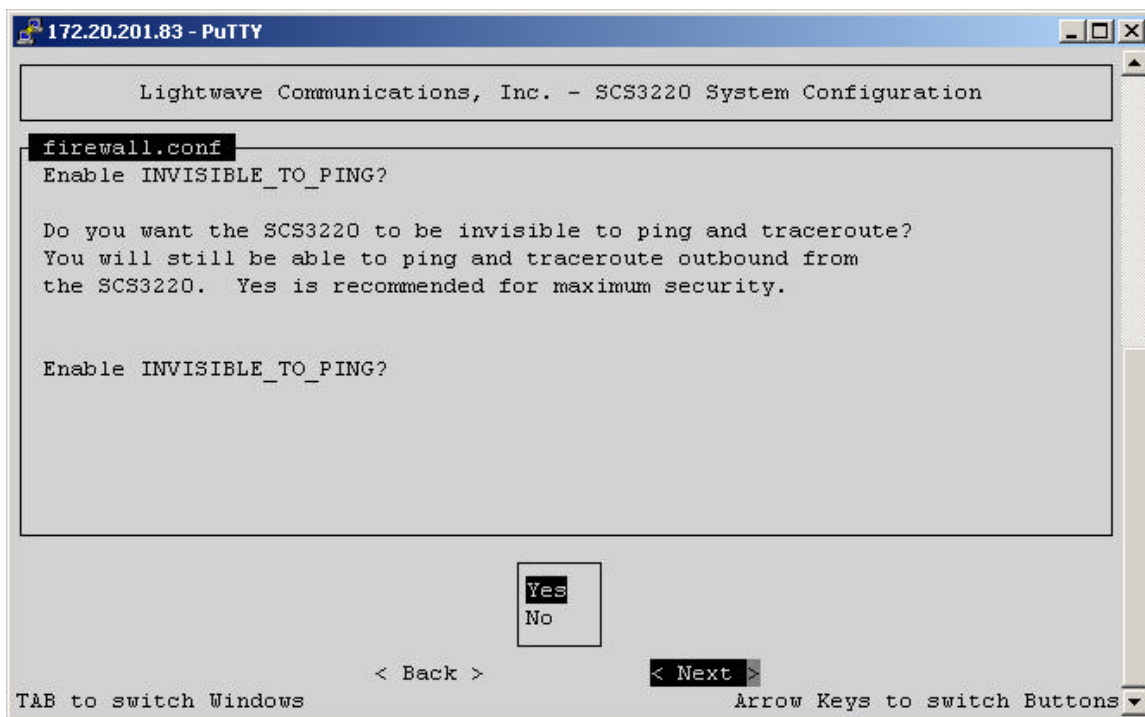 172.20.201.83 - PuTTY
Lightwave Communications, Inc. - SCS3220 System Configuration
firewall.conf
Enable INVISIBLE_TO_PING?
Do you want the SCS3220 to be invisible to ping and traceroute?
You will still be able to ping and traceroute outbound from
the SCS3220.  Yes is recommended for maximum security.
Enable INVISIBLE_TO_PING?
Yes
No
< Back > < Next >
TAB to switch Windows Arrow Keys to switch Buttons